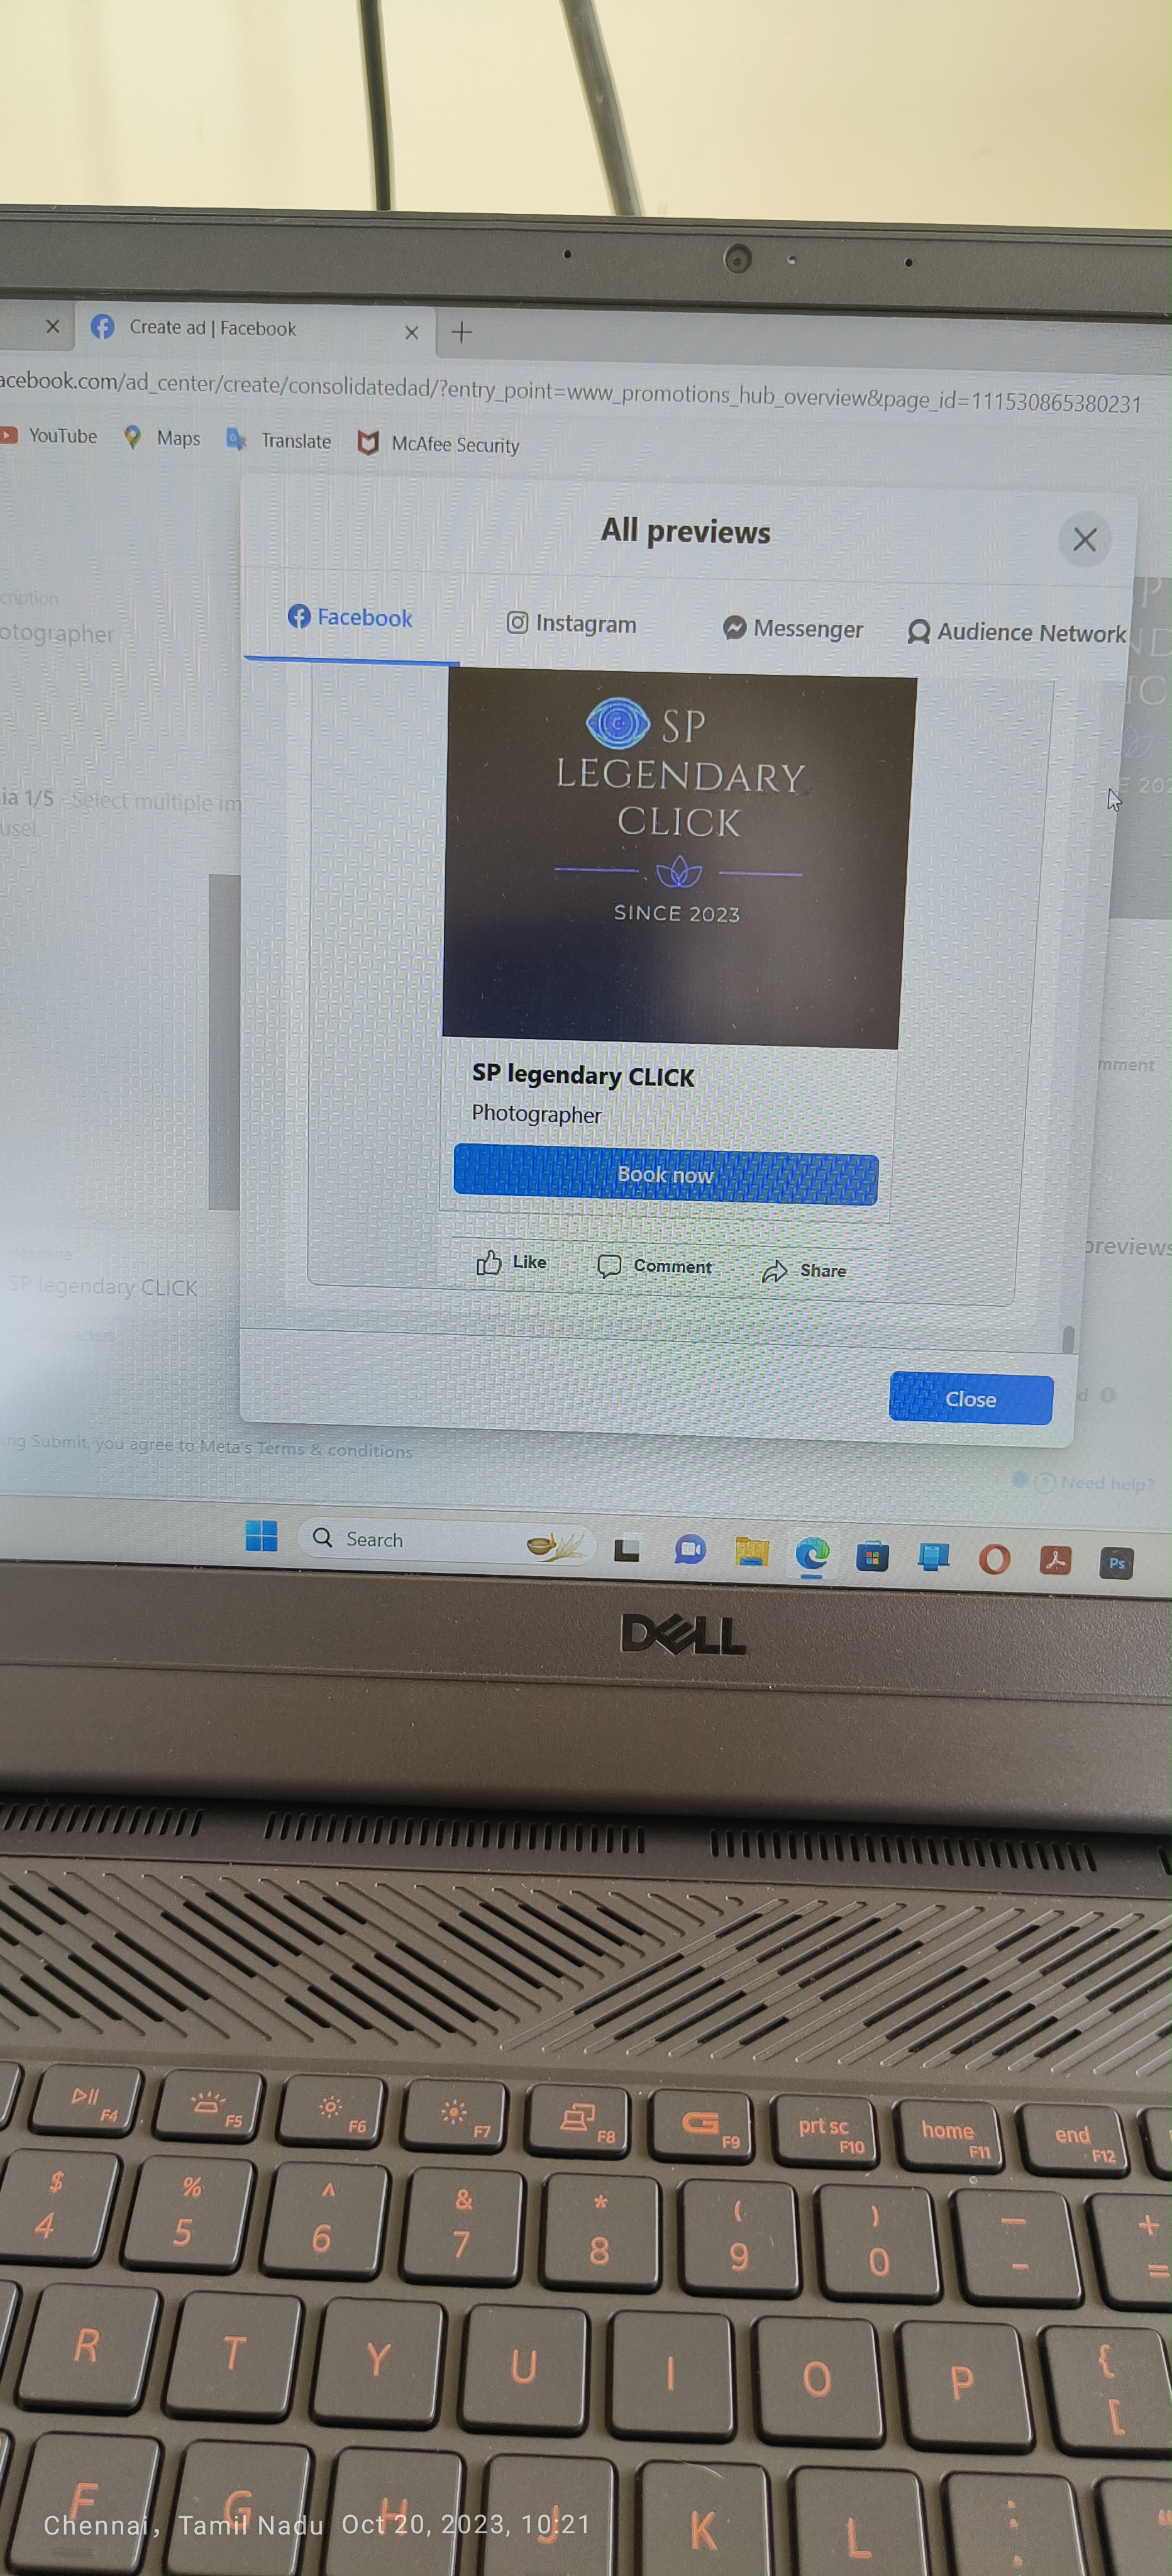 Create ad | Facebook
acebook.com/ad_center/create/consolidatedad/?entry_point=www_promotions_hub_overview&page_id=111530865380231
YouTube Maps Translate McAfee Security
All previews
Facebook Instagram Messenger Audience Network
cription
otographer
ia 1/5 · Select multiple im
usel.
SP
LEGENDARY
CLICK
SINCE 2023
SP legendary CLICK
Photographer
Book now
Like Comment Share
Headline
SP legendary CLICK
mment
previews
Close
ng Submit, you agree to Meta's Terms & conditions
Need help?
Search
Ps
DELL
F4 F5 F6 F7 F8 G F9 prt sc F10 home F11 end F12
$ % ^ & * ( ) _ +
4 5 6 7 8 9 0 - =
R T Y U I O P { [
F G H J K L : ;
Chennai, Tamil Nadu Oct 20, 2023, 10:21